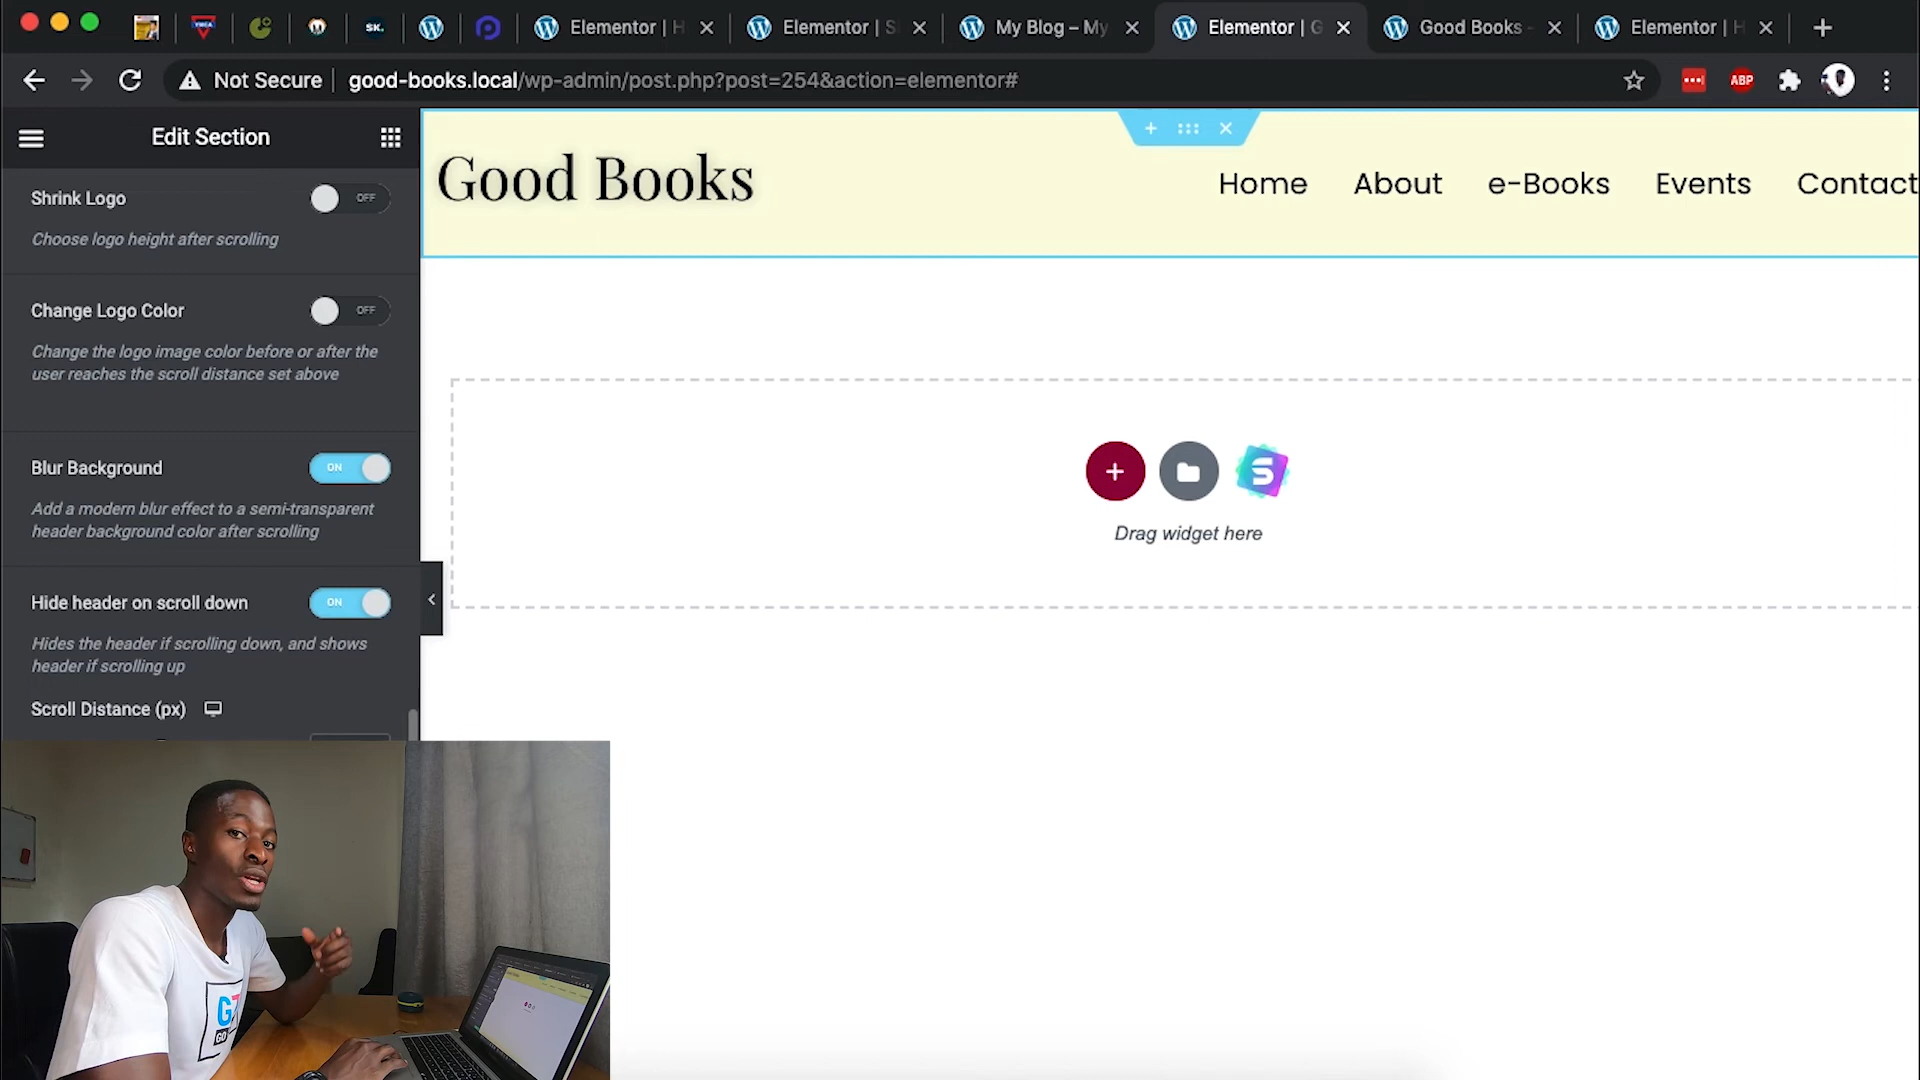 SK.
Elementor | H
Elementor | S
My Blog – My
Elementor | G
Good Books -
Elementor | H
Not Secure
good-books.local/wp-admin/post.php?post=254&action=elementor#
ABP
Edit Section
Good Books
Home
About
e-Books
Events
Contact
Shrink Logo
OFF
Choose logo height after scrolling
Change Logo Color
OFF
Change the logo image color before or after the
user reaches the scroll distance set above
Blur Background
ON
Add a modern blur effect to a semi-transparent
header background color after scrolling
Drag widget here
Hide header on scroll down
ON
Hides the header if scrolling down, and shows
header if scrolling up
Scroll Distance (px)